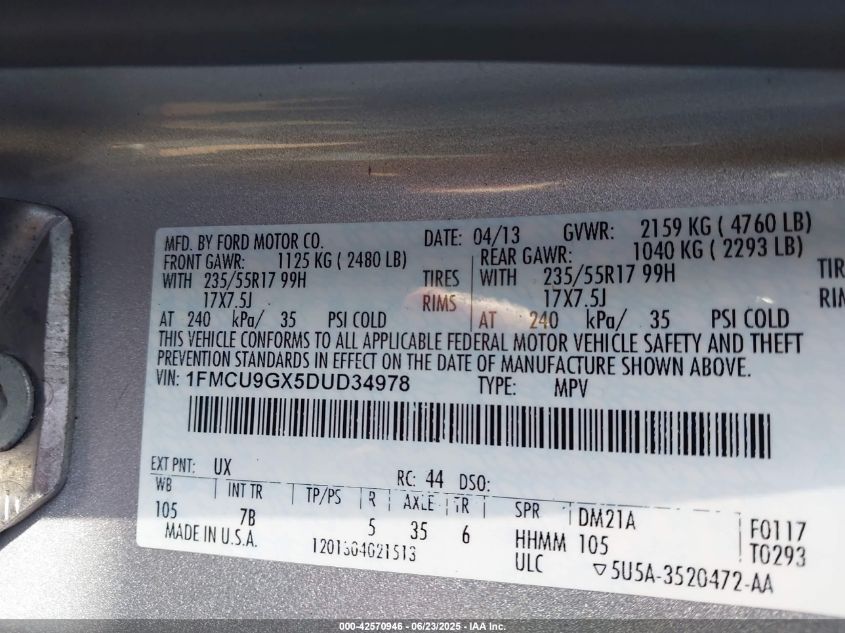 MFD. BY FORD MOTOR CO. DATE: 04/13 GVWR: 2159 KG ( 4760 LB)
FRONT GAWR: 1125 KG ( 2480 LB) REAR GAWR: 1040 KG ( 2293 LB)
WITH 235/55R17 99H TIRES WITH 235/55R17 99H
17X7.5J RIMS 17X7.5J
AT 240 kPa/ 35 PSI COLD AT 240 kPa/ 35 PSI COLD
THIS VEHICLE CONFORMS TO ALL APPLICABLE FEDERAL MOTOR VEHICLE SAFETY AND THEFT
PREVENTION STANDARDS IN EFFECT ON THE DATE OF MANUFACTURE SHOWN ABOVE.
VIN: 1FMCU9GX5DUD34978 TYPE: MPV
EXT PNT: UX RC: 44 DSO:
WB INT TR TP/PS R AXLE TR SPR DM21A F0117
105 7B 5 35 6 HHMM 105 T0293
MADE IN U.S.A. 1201304021513 ULC ▽5U5A-3520472-AA
000-42570946 - 06/23/2025 - IAA Inc.